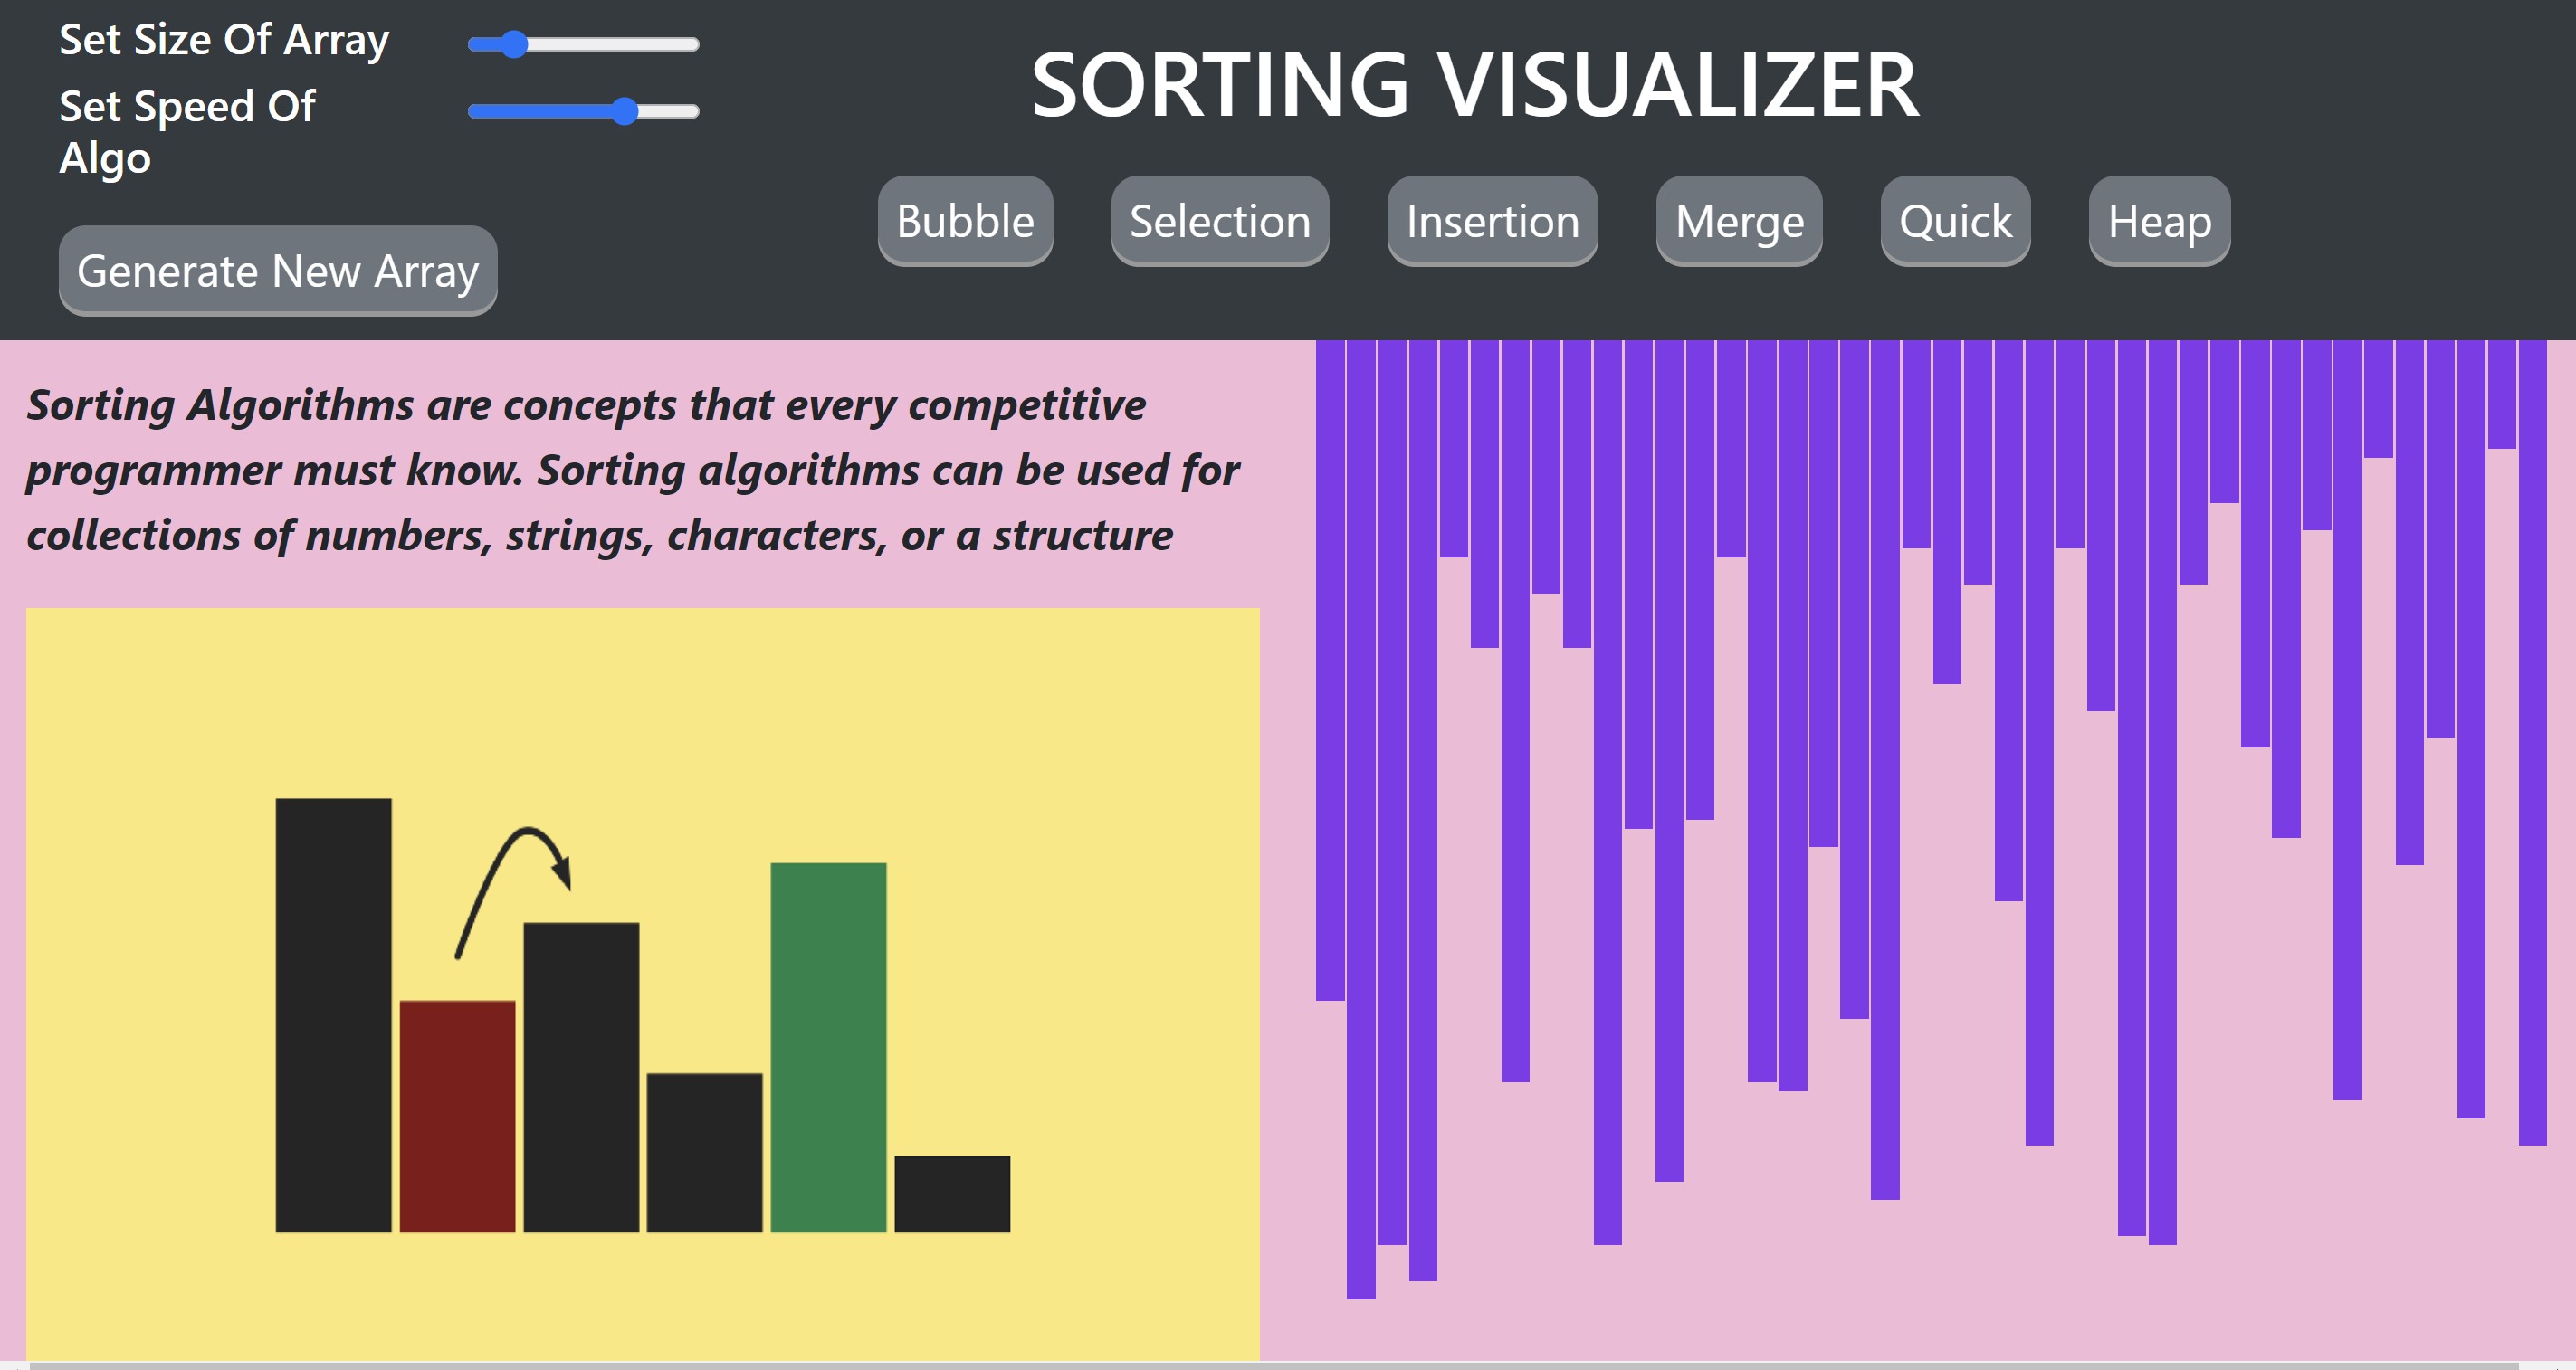 Set Size Of Array
Set Speed Of
Algo
Generate New Array
SORTING VISUALIZER
Bubble
Selection
Insertion
Merge
Quick
Heap
Sorting Algorithms are concepts that every competitive
programmer must know. Sorting algorithms can be used for
collections of numbers, strings, characters, or a structure